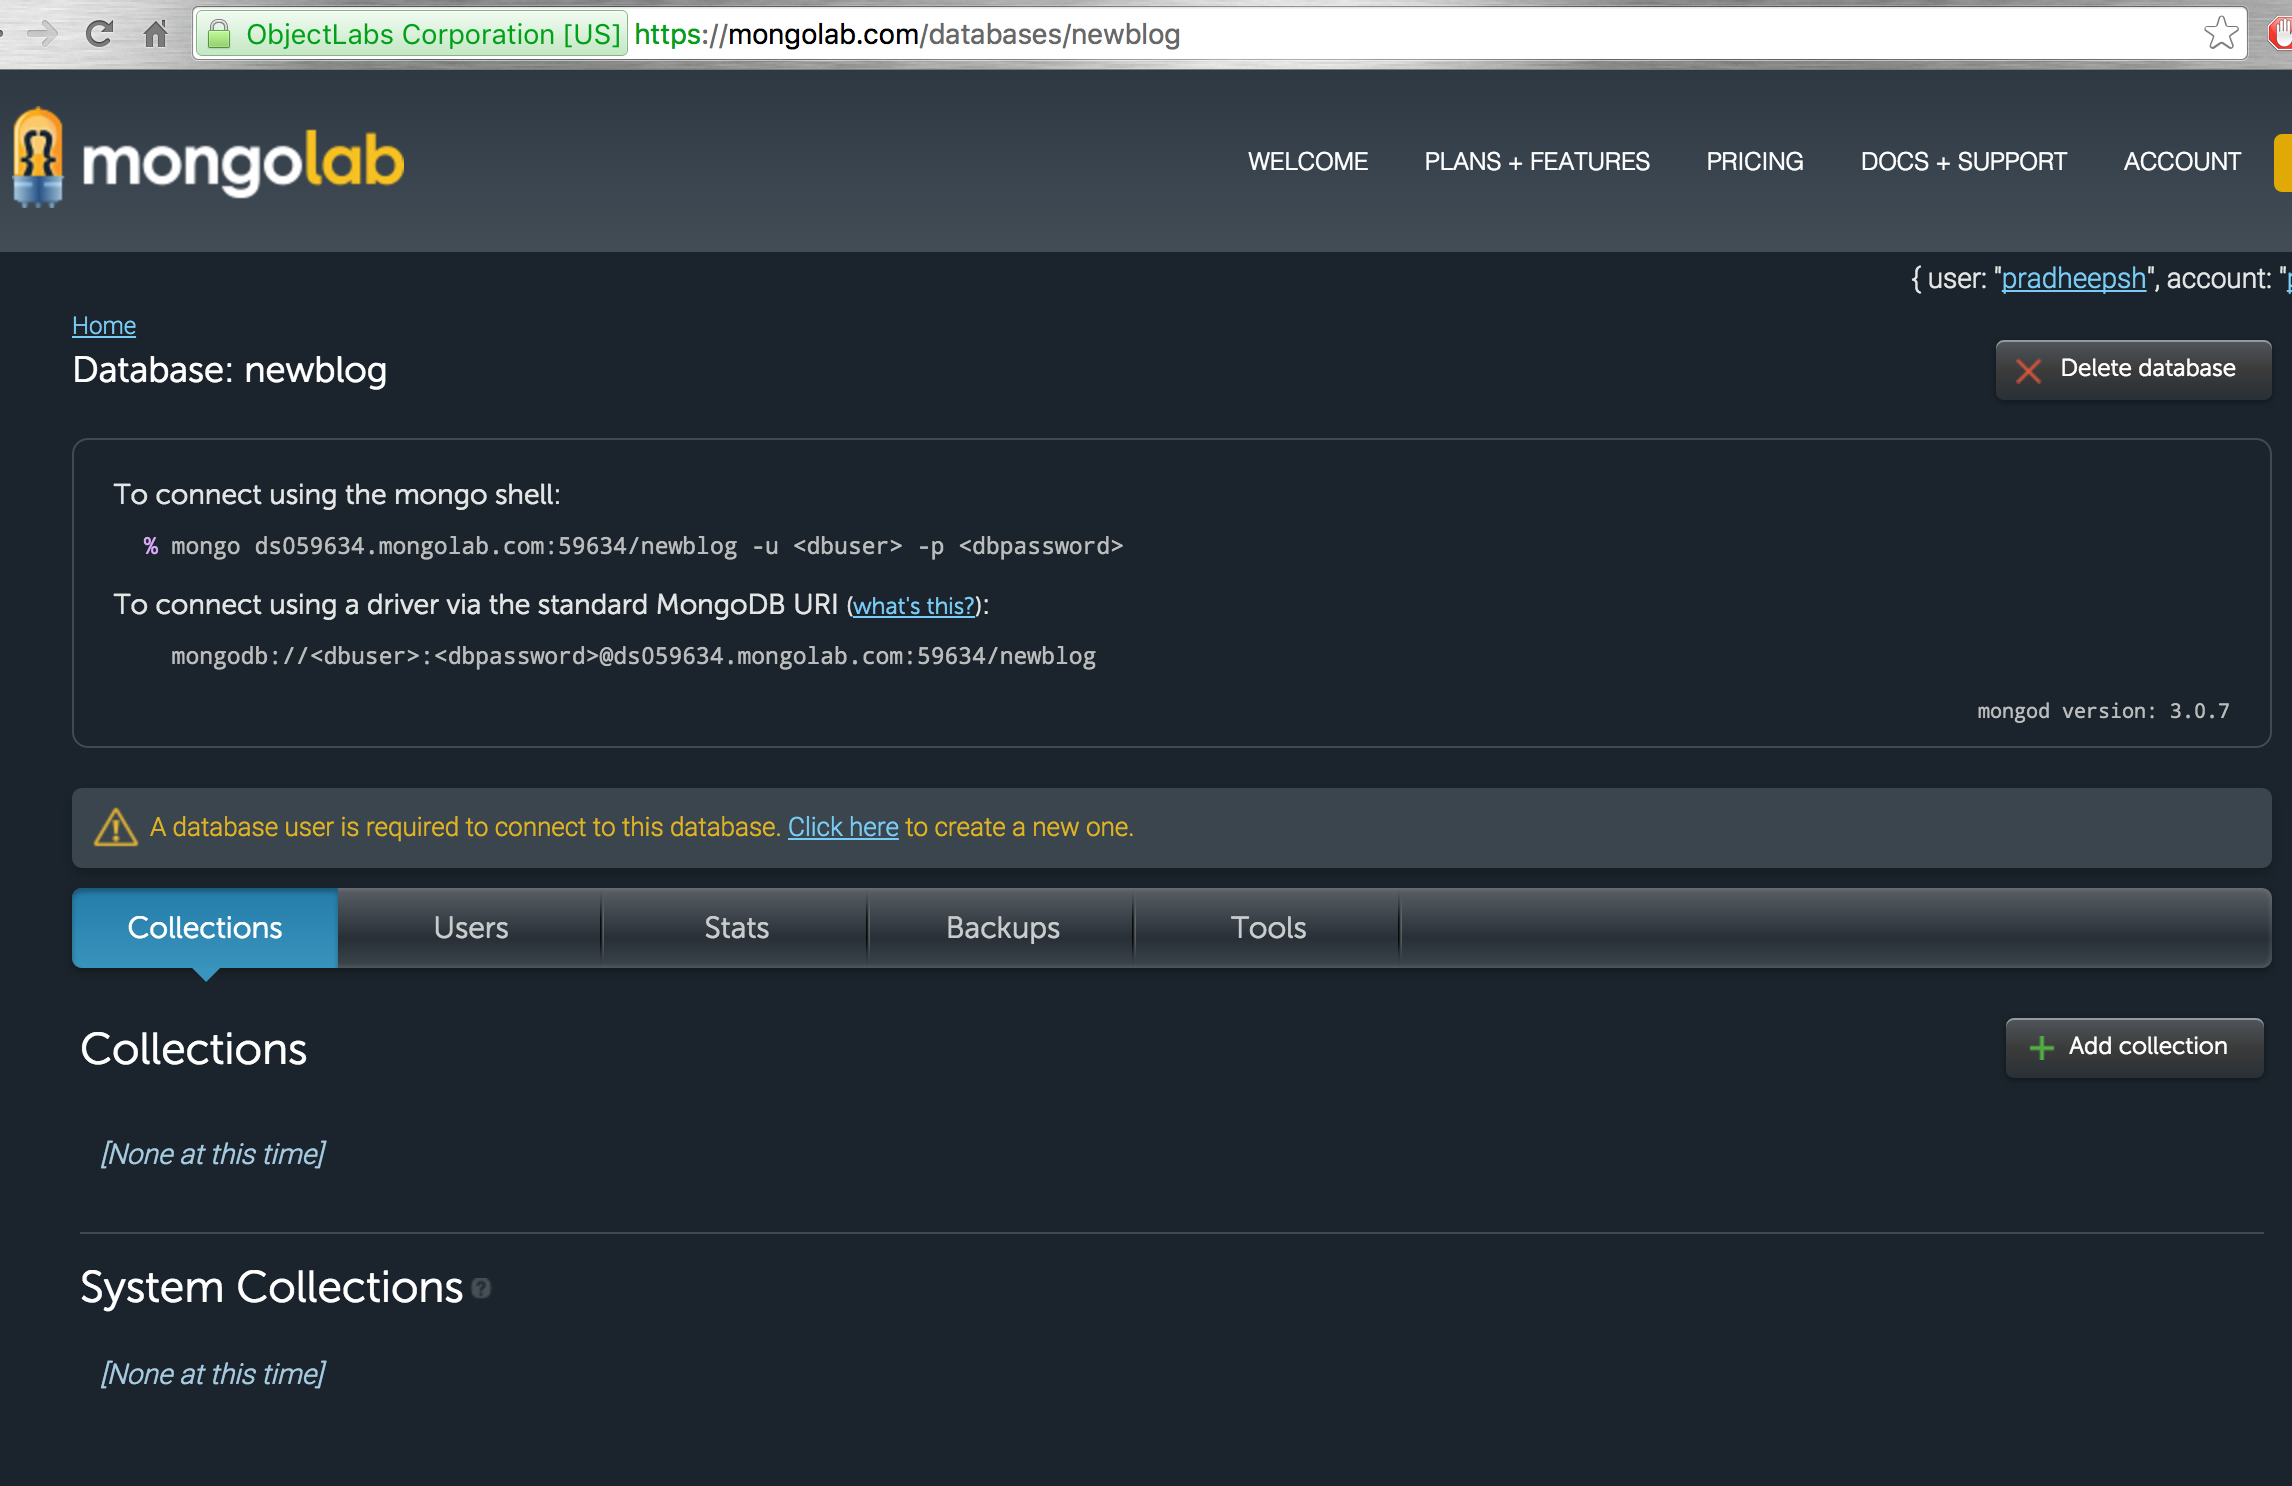 ObjectLabs Corporation [US] https://mongolab.com/databases/newblog
mongolab
WELCOME PLANS + FEATURES PRICING DOCS + SUPPORT ACCOUNT
{ user: "pradheepsh", account: "
Home
Database: newblog
Delete database
To connect using the mongo shell:
% mongo ds059634.mongolab.com:59634/newblog -u <dbuser> -p <dbpassword>
To connect using a driver via the standard MongoDB URI (what's this?):
mongodb://<dbuser>:<dbpassword>@ds059634.mongolab.com:59634/newblog
mongod version: 3.0.7
A database user is required to connect to this database. Click here to create a new one.
Collections Users Stats Backups Tools
Collections
Add collection
[None at this time]
System Collections ?
[None at this time]